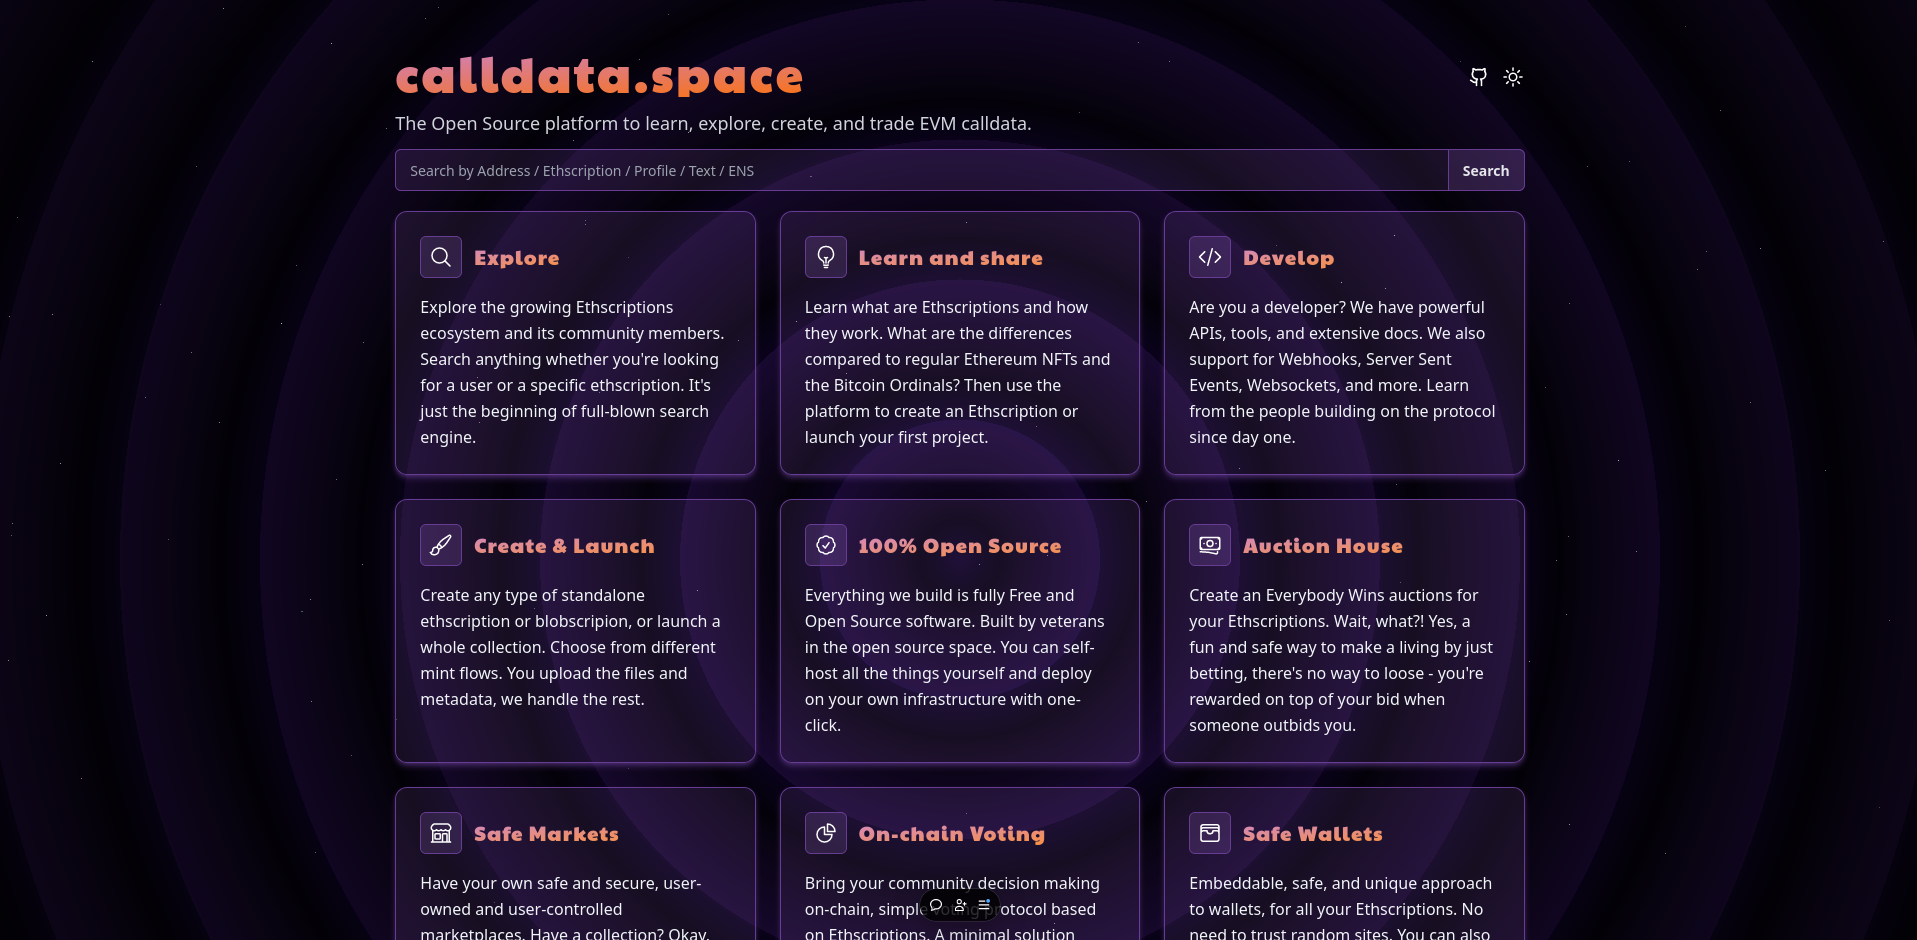 calldata.space
The Open Source platform to learn, explore, create, and trade EVM calldata.
Search by Address / Ethscription / Profile / Text / ENS
Search
Explore
Explore the growing Ethscriptions
ecosystem and its community members.
Search anything whether you're looking
for a user or a specific ethscription. It's
just the beginning of full-blown search
engine.
Learn and share
Learn what are Ethscriptions and how
they work. What are the differences
compared to regular Ethereum NFTs and
the Bitcoin Ordinals? Then use the
platform to create an Ethscription or
launch your first project.
Develop
Are you a developer? We have powerful
APIs, tools, and extensive docs. We also
support for Webhooks, Server Sent
Events, Websockets, and more. Learn
from the people building on the protocol
since day one.
Create & Launch
Create any type of standalone
ethscription or blobscripion, or launch a
whole collection. Choose from different
mint flows. You upload the files and
metadata, we handle the rest.
100% Open Source
Everything we build is fully Free and
Open Source software. Built by veterans
in the open source space. You can self-
host all the things yourself and deploy
on your own infrastructure with one-
click.
Auction House
Create an Everybody Wins auctions for
your Ethscriptions. Wait, what?! Yes, a
fun and safe way to make a living by just
betting, there's no way to loose - you're
rewarded on top of your bid when
someone outbids you.
Safe Markets
Have your own safe and secure, user-
owned and user-controlled
marketplaces. Have a collection? Okay,
On-chain Voting
Bring your community decision making
on-chain, simple voting protocol based
on Ethscriptions. A minimal solution
Safe Wallets
Embeddable, safe, and unique approach
to wallets, for all your Ethscriptions. No
need to trust random sites. You can also